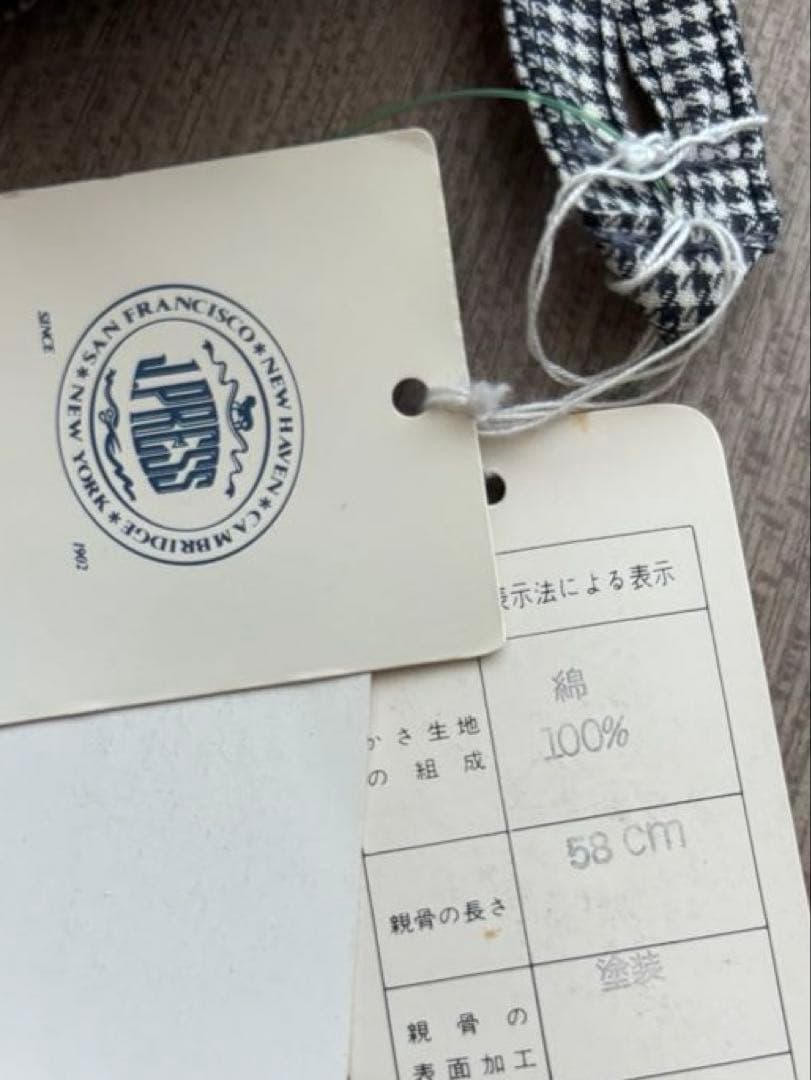 SINCE
1902
*SAN FRANCISCO*NEW HAVEN*CAMBRIDGE*NEW YORK
J.PRESS
表示法による表示
かさ生地
の組成
綿
100%
親骨の長さ
58cm
親骨の
表面加工
塗装